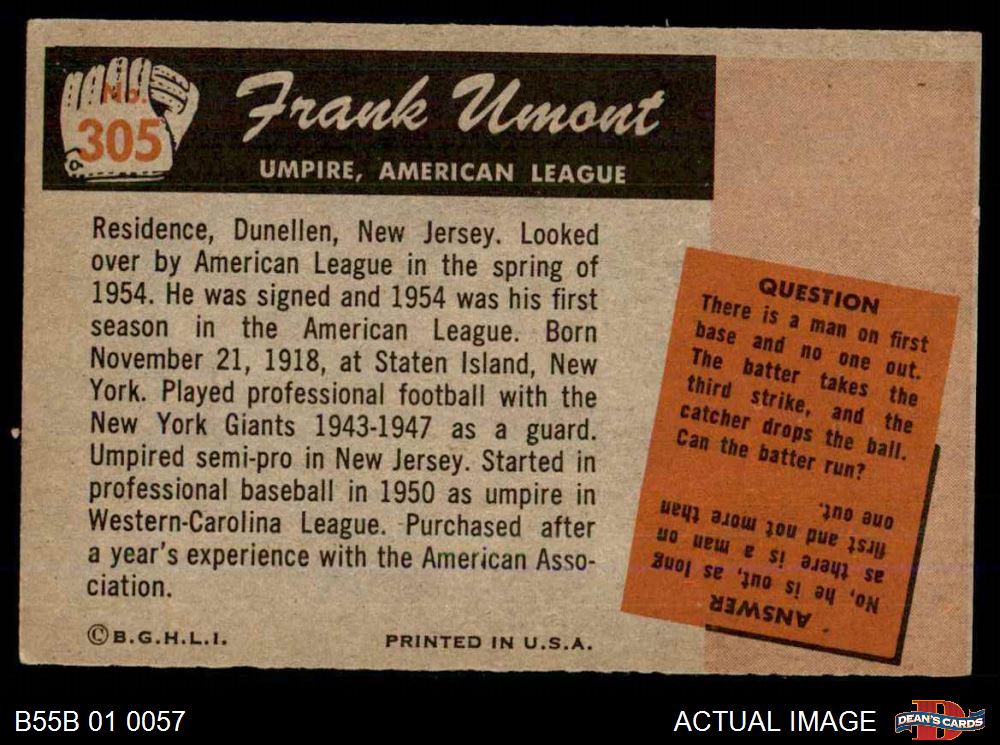 No.
305
Frank Umont
UMPIRE, AMERICAN LEAGUE
Residence, Dunellen, New Jersey. Looked
over by American League in the spring of
1954. He was signed and 1954 was his first
season in the American League. Born
November 21, 1918, at Staten Island, New
York. Played professional football with the
New York Giants 1943-1947 as a guard.
Umpired semi-pro in New Jersey. Started in
professional baseball in 1950 as umpire in
Western-Carolina League. Purchased after
a year's experience with the American Asso-
ciation.
©B.G.H.L.I.
PRINTED IN U.S.A.
QUESTION
There is a man on first
base and no one out.
The batter takes the
third strike, and the
catcher drops the ball.
Can the batter run?
ANSWER
No, he is out, as long
as there is a man on
first and not more than
one out.
B55B 01 0057
ACTUAL IMAGE
DEAN'S CARDS